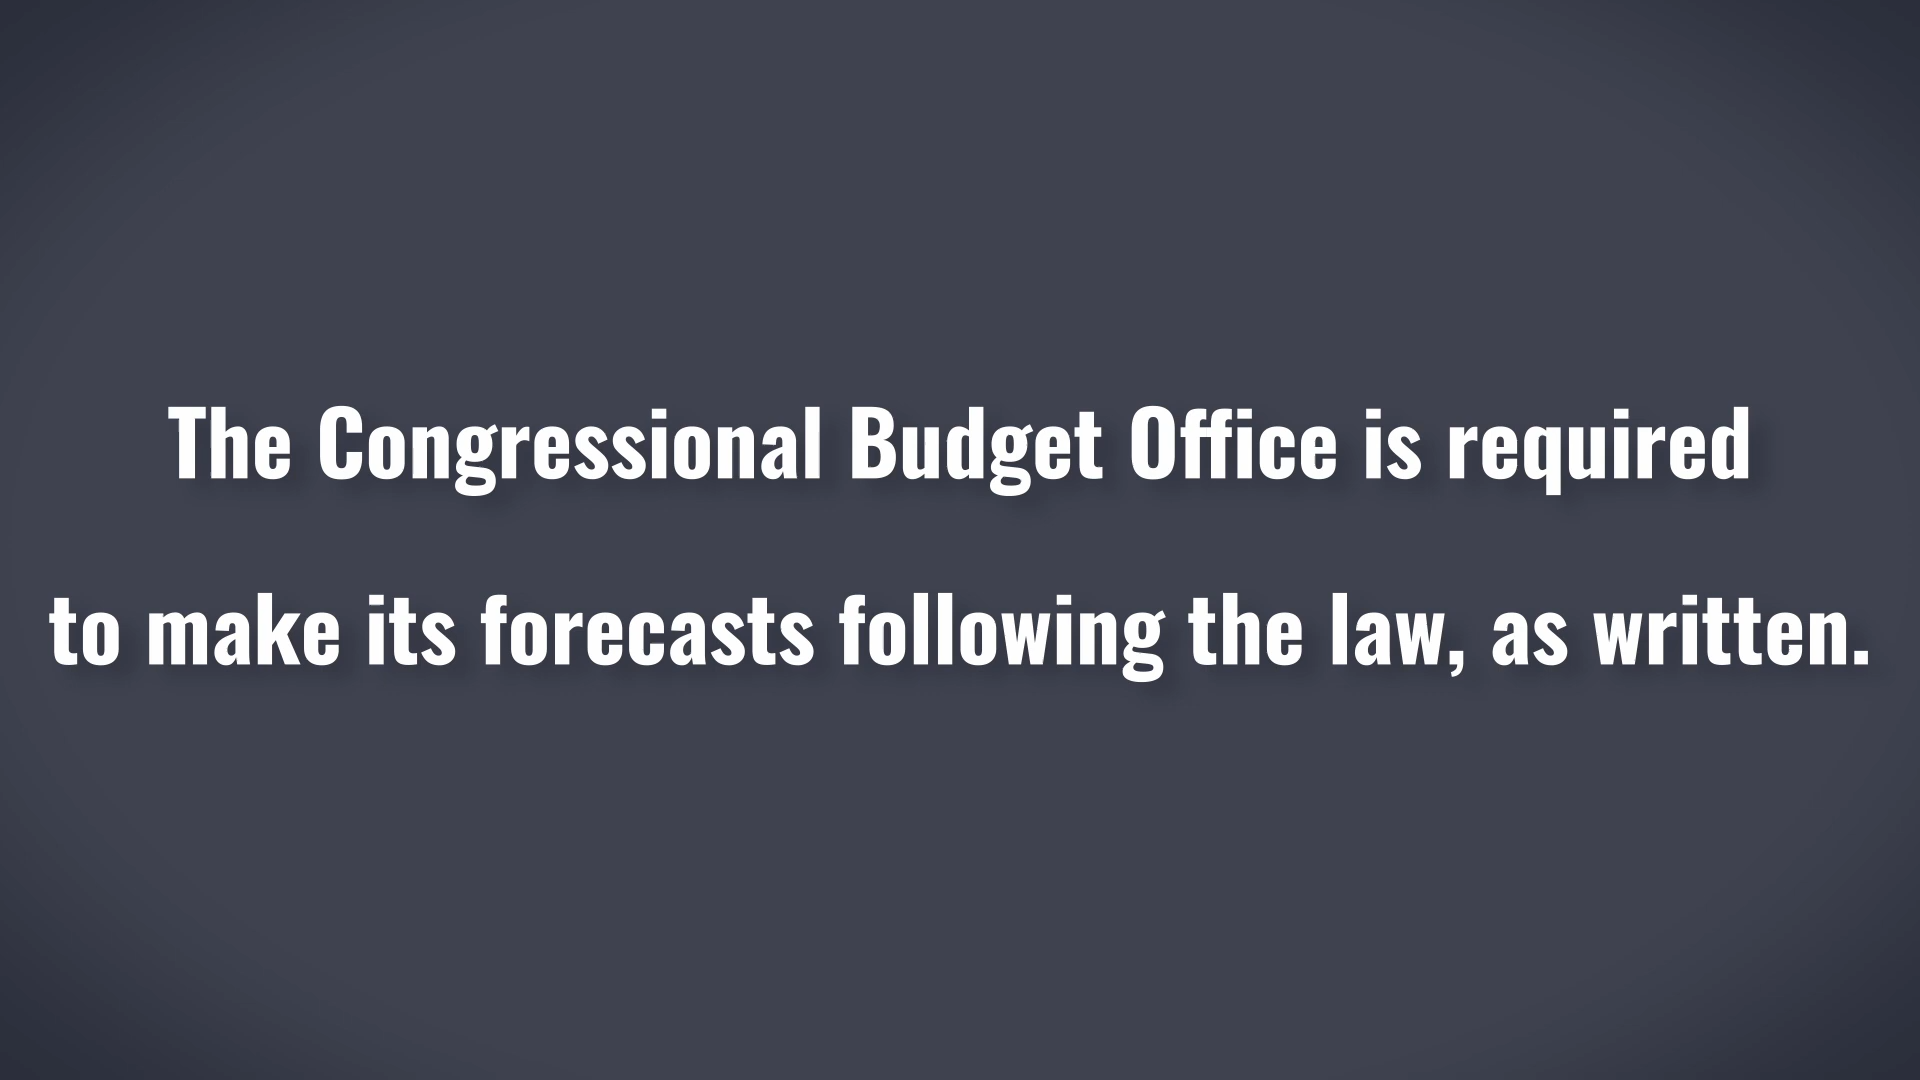 The Congressional Budget Office is required
to make its forecasts following the law, as written.